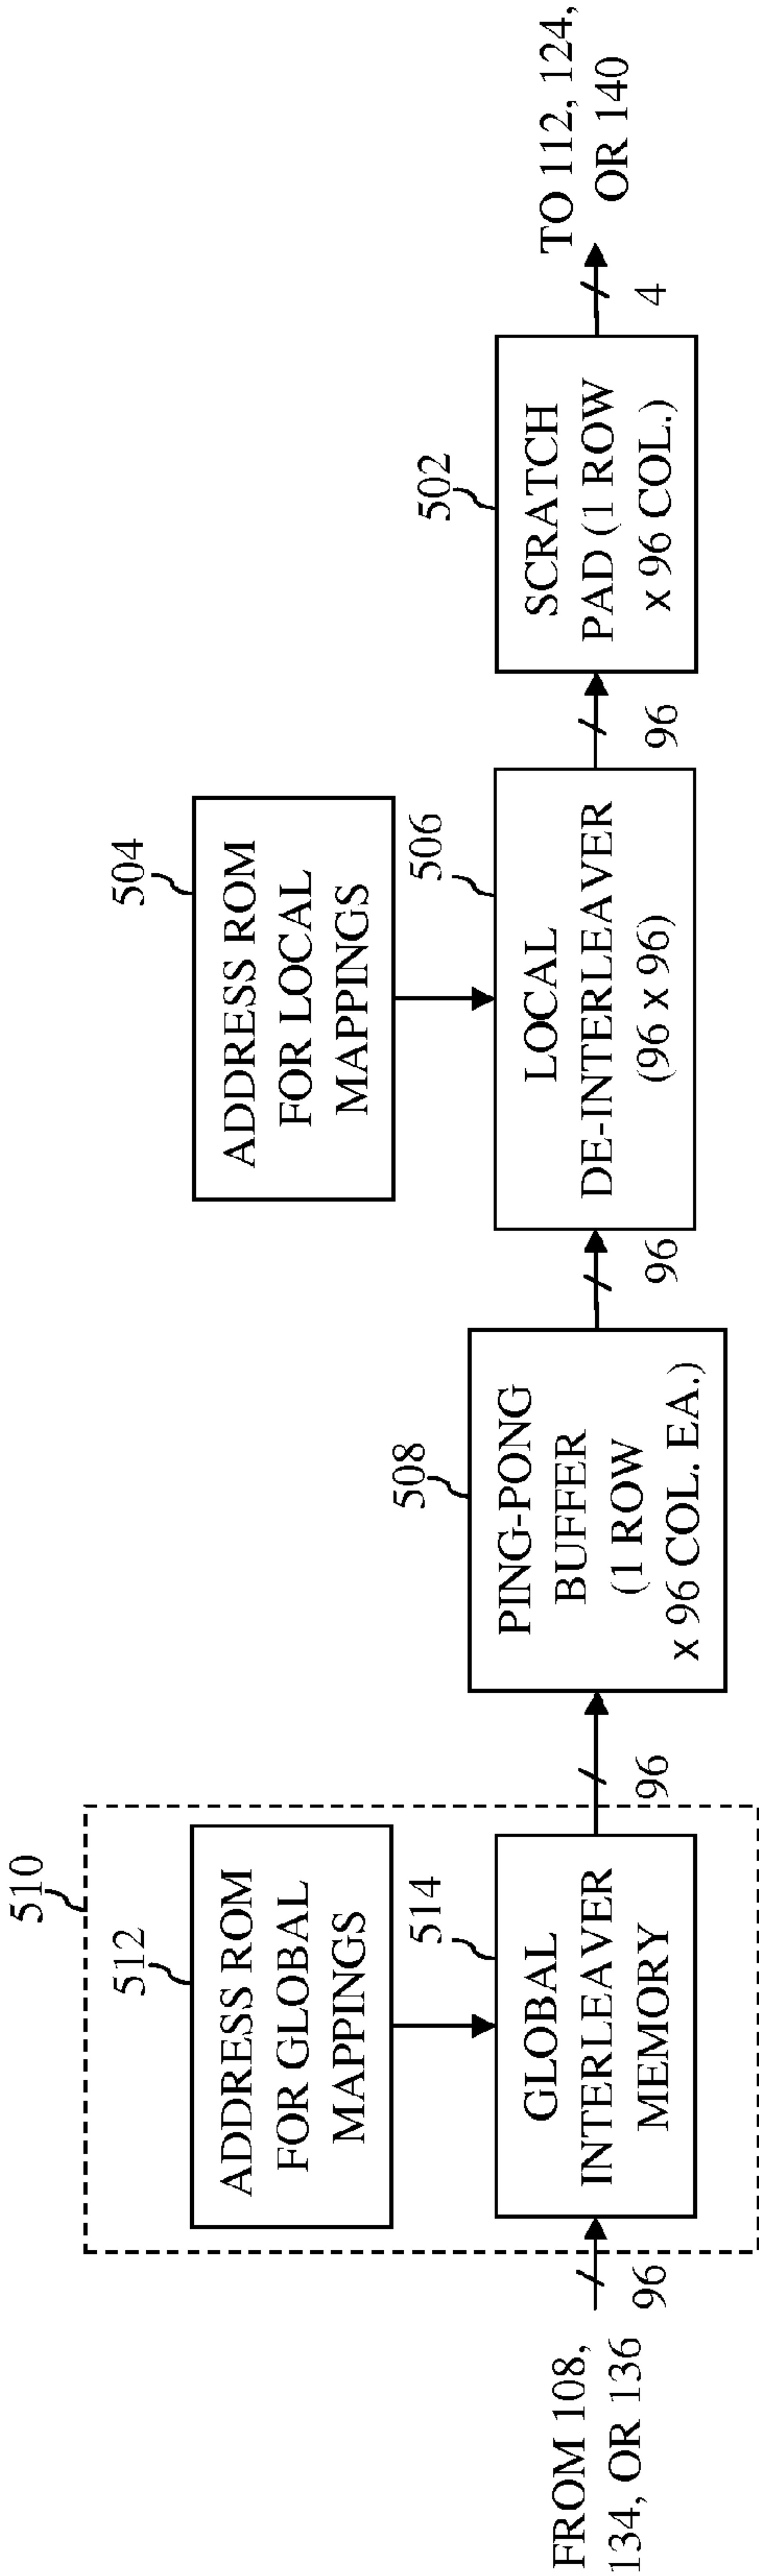 510
512
ADDRESS ROM
FOR GLOBAL
MAPPINGS
514
GLOBAL
INTERLEAVER
MEMORY
FROM 108,
134, OR 136
96
96
508
PING-PONG
BUFFER
(1 ROW
x 96 COL. EA.)
96
504
ADDRESS ROM
FOR LOCAL
MAPPINGS
506
LOCAL
DE-INTERLEAVER
(96 x 96)
96
502
SCRATCH
PAD (1 ROW
x 96 COL.)
4
TO 112, 124,
OR 140